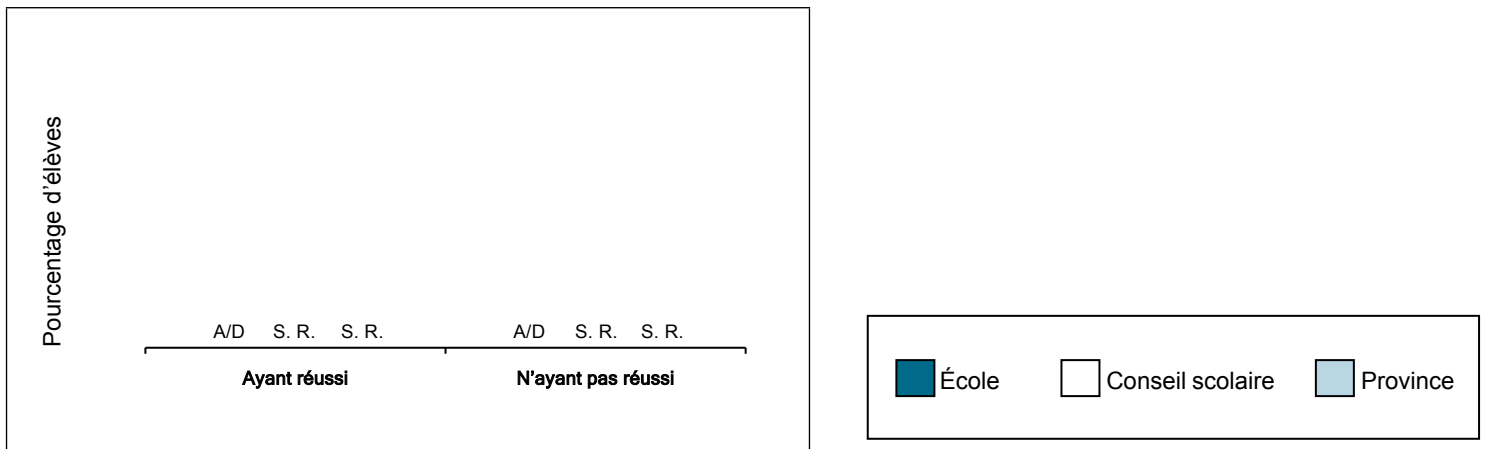 Pourcentage d'élèves
A/D S. R. S. R. A/D S. R. S. R.
Ayant réussi N'ayant pas réussi
École Conseil scolaire Province